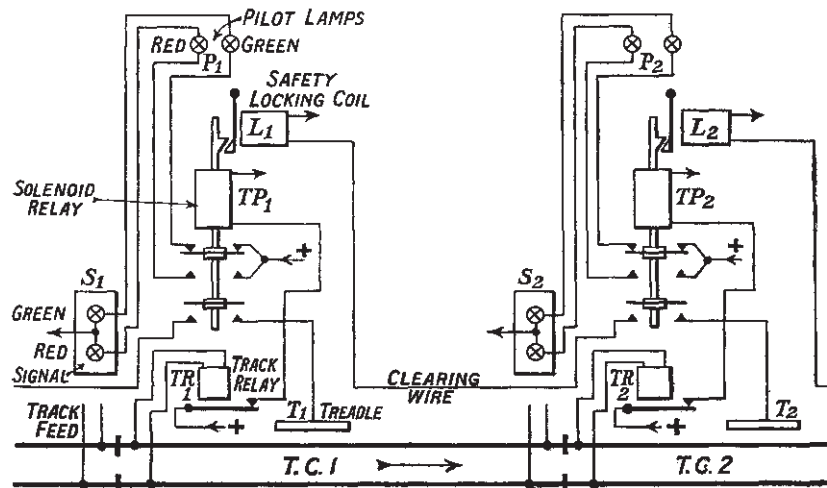 PILOT LAMPS
RED GREEN
P1
SAFETY
LOCKING COIL
L1
SOLENOID
RELAY
TP1
+
S1
GREEN
RED
SIGNAL
TR
1
TRACK
RELAY
+
TRACK
FEED
T1 TREADLE
CLEARING
WIRE
T.C.1
P2
L2
TP2
+
S2
TR
2
+
T2
T.C.2